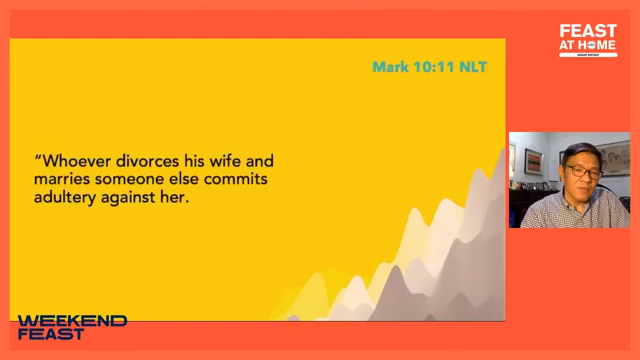 FEAST
AT HOME
Mark 10:11 NLT
“Whoever divorces his wife and
marries someone else commits
adultery against her.
WEEKEND
FEAST